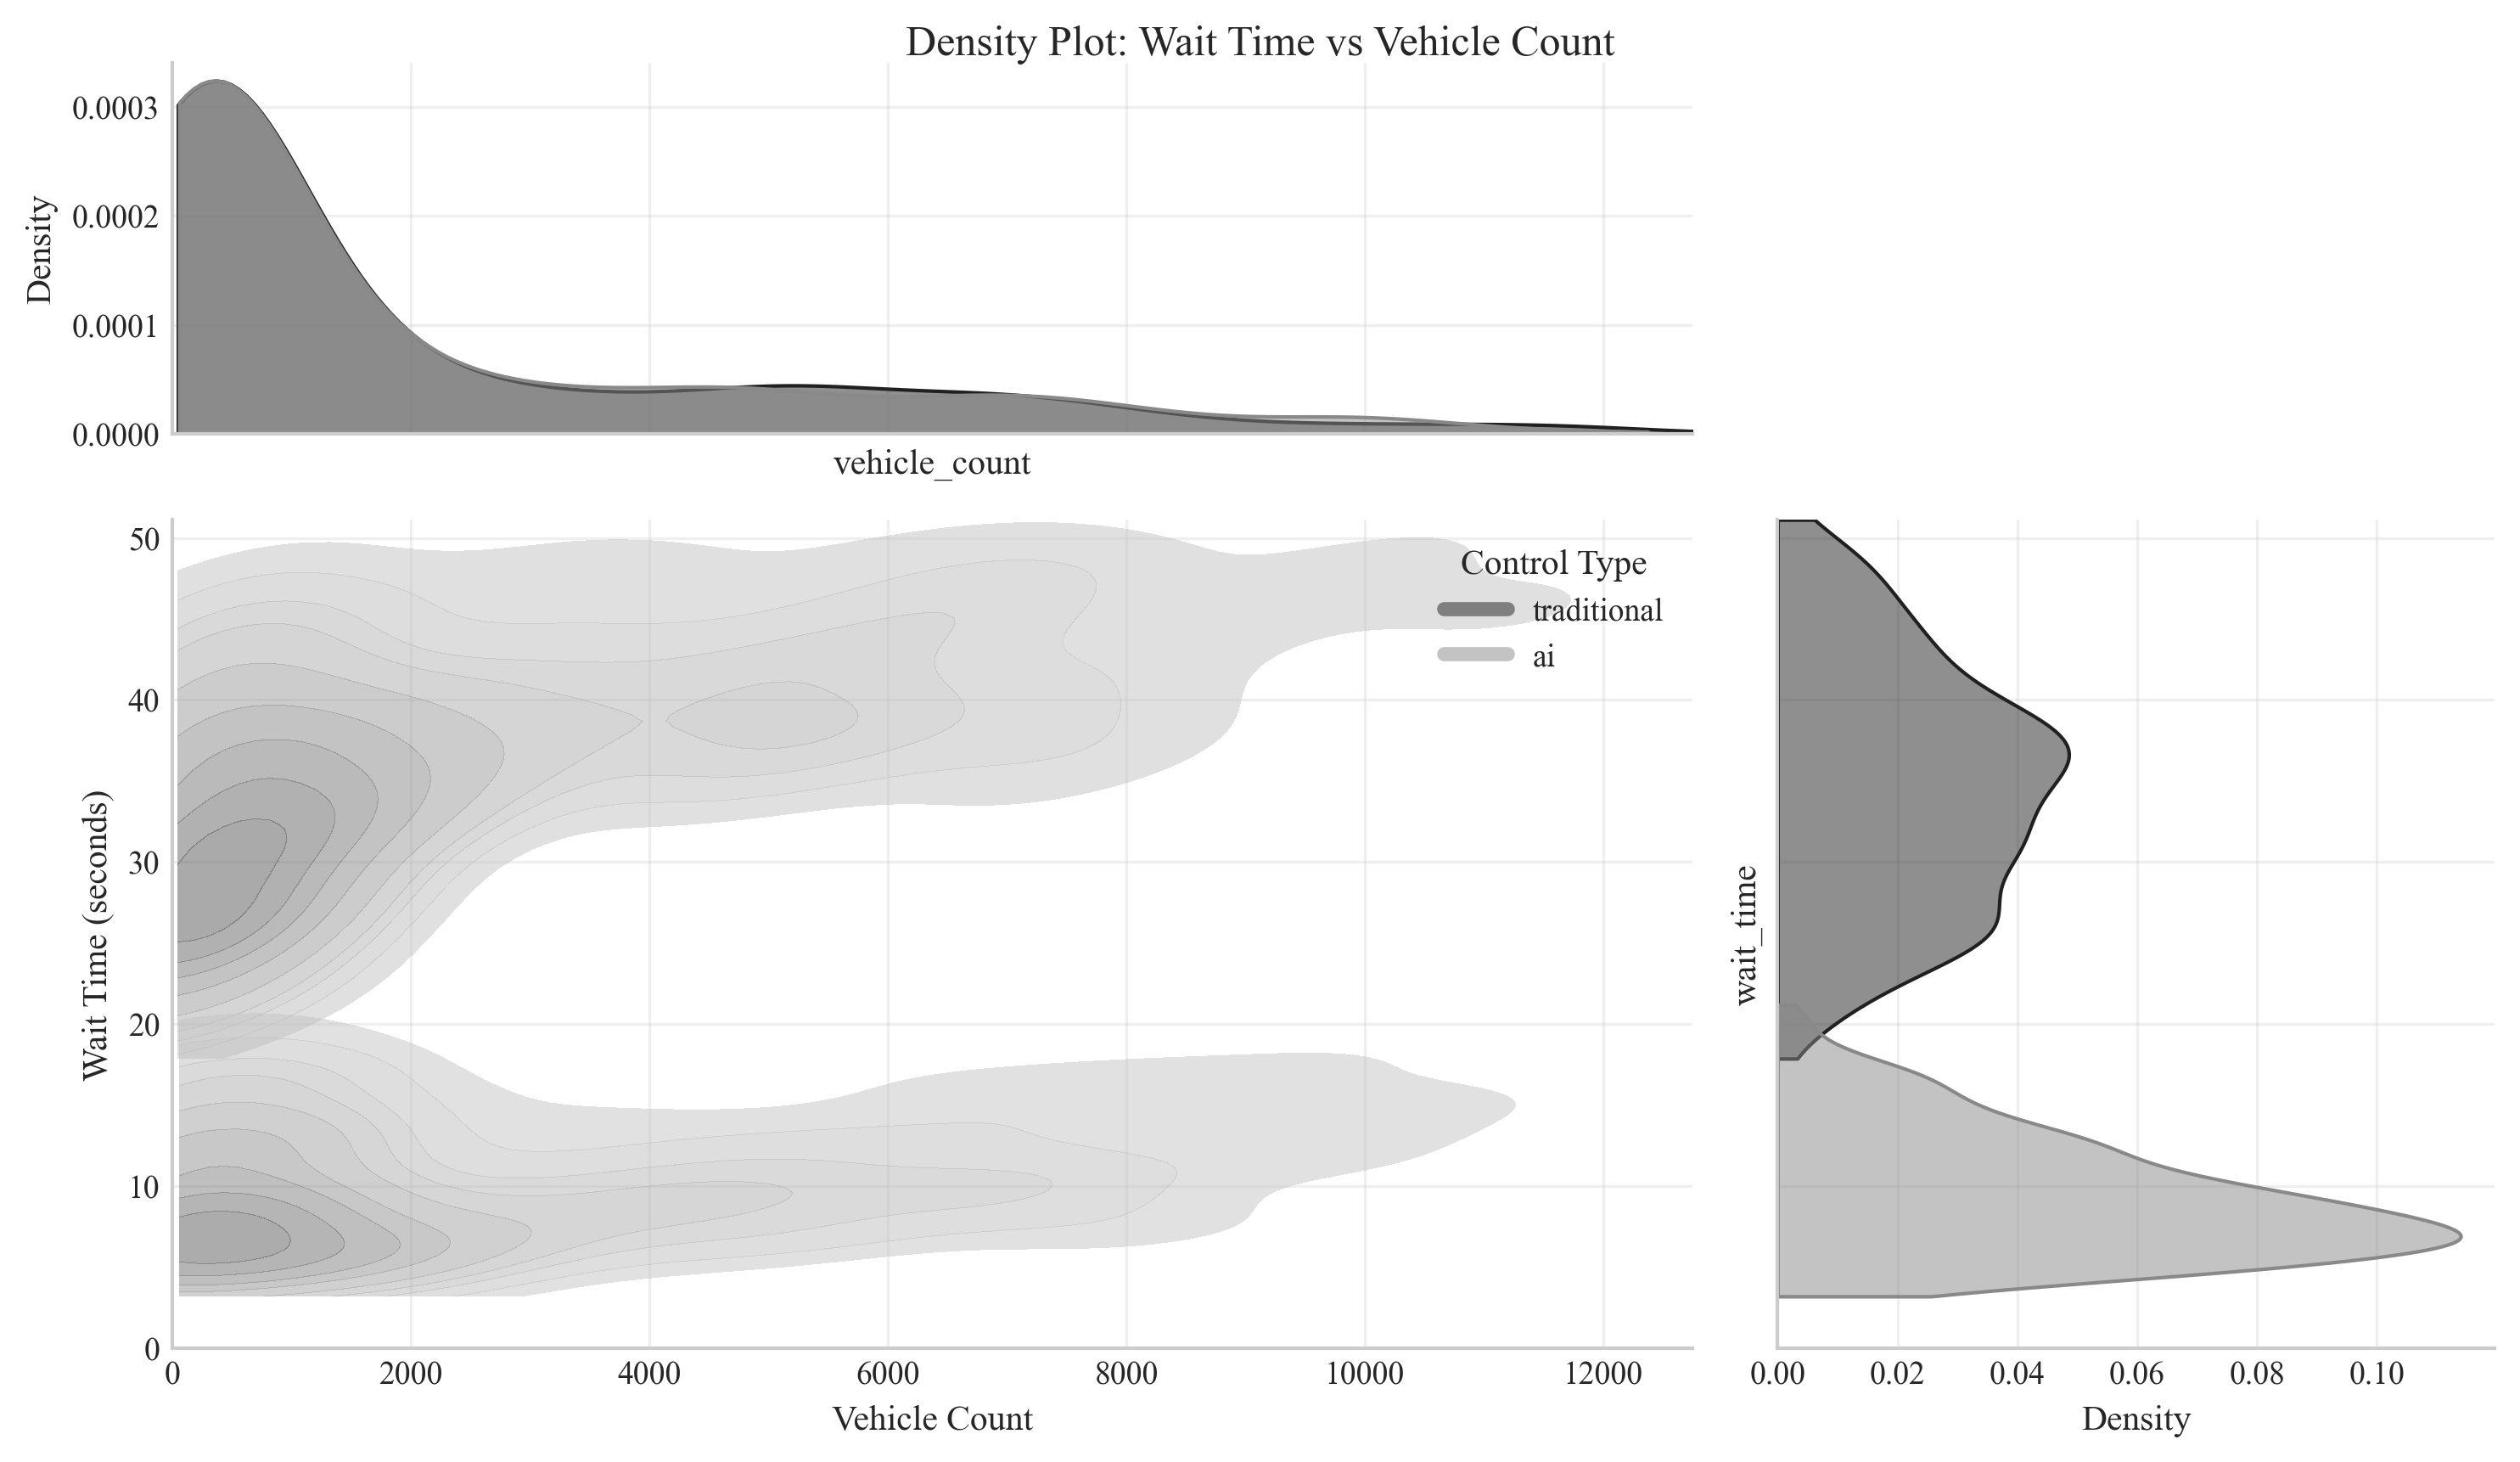 Density Plot: Wait Time vs Vehicle Count
Density
0.0003
0.0002
0.0001
0.0000
vehicle_count
Wait Time (seconds)
50
40
30
20
10
0
0 2000 4000 6000 8000 10000 12000
Vehicle Count
Control Type
traditional
ai
wait_time
0.00 0.02 0.04 0.06 0.08 0.10
Density